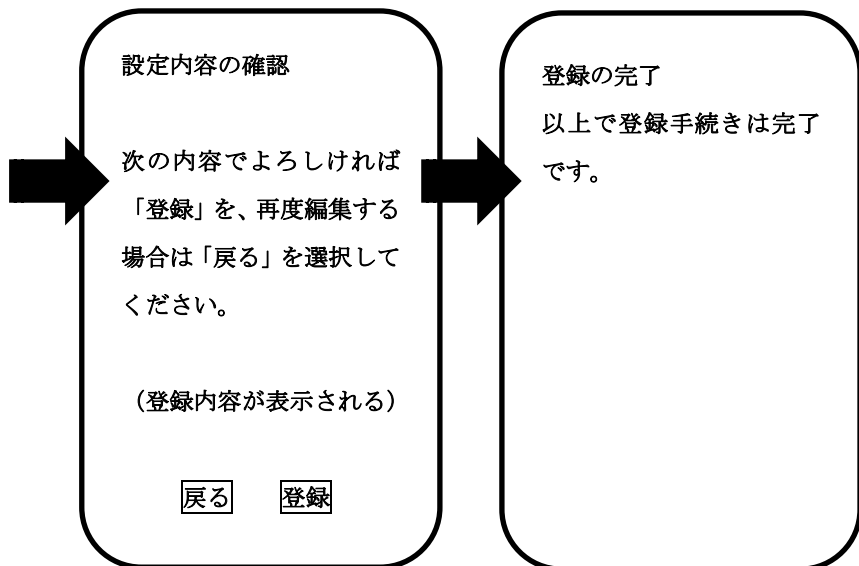 設定内容の確認
次の内容でよろしければ
「登録」を、再度編集する
場合は「戻る」を選択して
ください。
（登録内容が表示される）
戻る 登録
登録の完了
以上で登録手続きは完了
です。